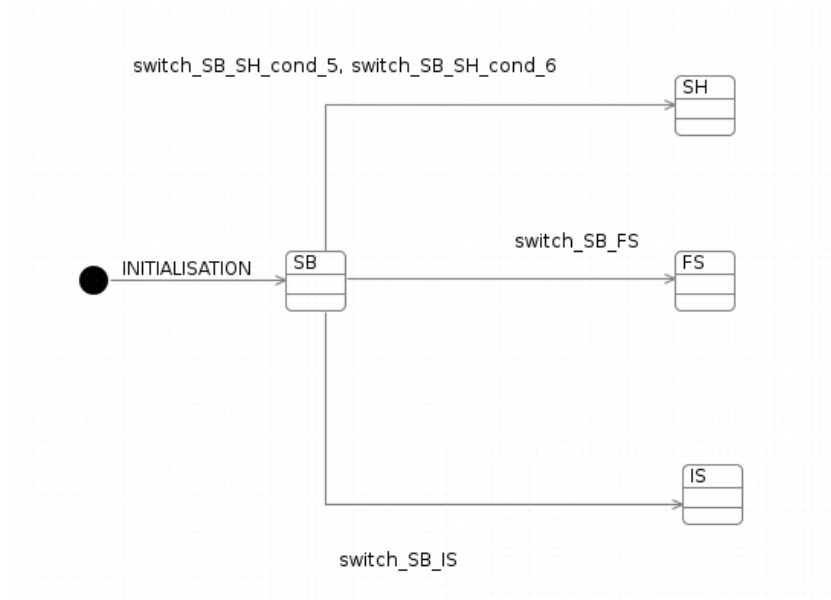 switch_SB_SH_cond_5, switch_SB_SH_cond_6
SH
switch_SB_FS
INITIALISATION
SB
FS
IS
switch_SB_IS